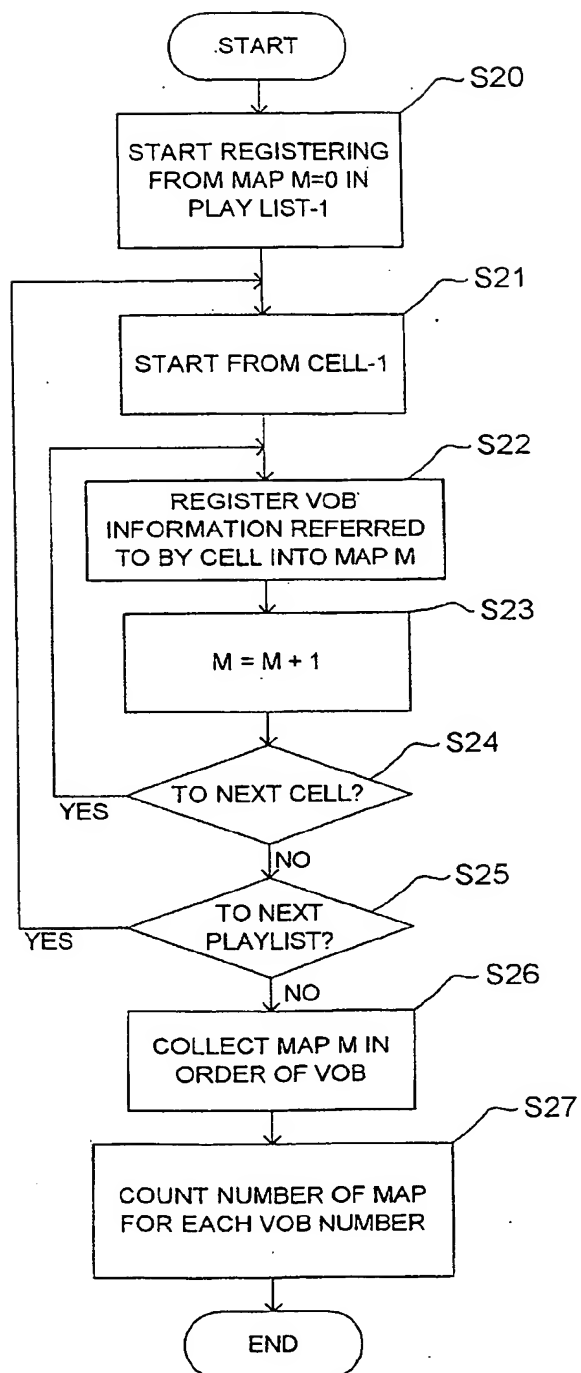 START
S20
START REGISTERING
FROM MAP M=0 IN
PLAY LIST-1
S21
START FROM CELL-1
S22
REGISTER VOB
INFORMATION REFERRED
TO BY CELL INTO MAP M
S23
M = M + 1
S24
TO NEXT CELL?
YES
NO
S25
TO NEXT
PLAYLIST?
YES
NO
S26
COLLECT MAP M IN
ORDER OF VOB
S27
COUNT NUMBER OF MAP
FOR EACH VOB NUMBER
END